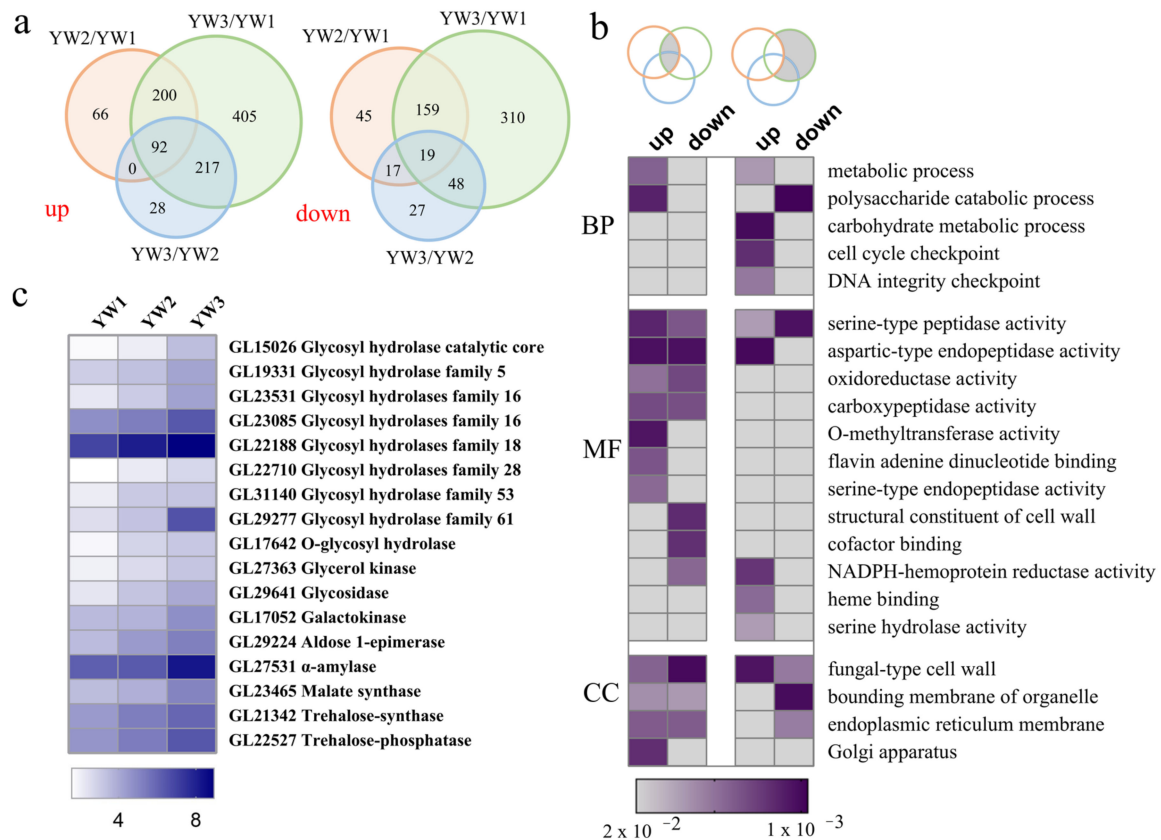 a
YW2/YW1
YW3/YW1
66
200
405
92
0
217
28
up
YW3/YW2
YW2/YW1
YW3/YW1
45
159
310
19
17
48
27
down
YW3/YW2
b
up down up down
BP
metabolic process
polysaccharide catabolic process
carbohydrate metabolic process
cell cycle checkpoint
DNA integrity checkpoint
MF
serine-type peptidase activity
aspartic-type endopeptidase activity
oxidoreductase activity
carboxypeptidase activity
O-methyltransferase activity
flavin adenine dinucleotide binding
serine-type endopeptidase activity
structural constituent of cell wall
cofactor binding
NADPH-hemoprotein reductase activity
heme binding
serine hydrolase activity
CC
fungal-type cell wall
bounding membrane of organelle
endoplasmic reticulum membrane
Golgi apparatus
2 x 10 −2 1 x 10 −3
c
YW1 YW2 YW3
GL15026 Glycosyl hydrolase catalytic core
GL19331 Glycosyl hydrolase family 5
GL23531 Glycosyl hydrolases family 16
GL23085 Glycosyl hydrolases family 16
GL22188 Glycosyl hydrolases family 18
GL22710 Glycosyl hydrolases family 28
GL31140 Glycosyl hydrolase family 53
GL29277 Glycosyl hydrolase family 61
GL17642 O-glycosyl hydrolase
GL27363 Glycerol kinase
GL29641 Glycosidase
GL17052 Galactokinase
GL29224 Aldose 1-epimerase
GL27531 α-amylase
GL23465 Malate synthase
GL21342 Trehalose-synthase
GL22527 Trehalose-phosphatase
4 8